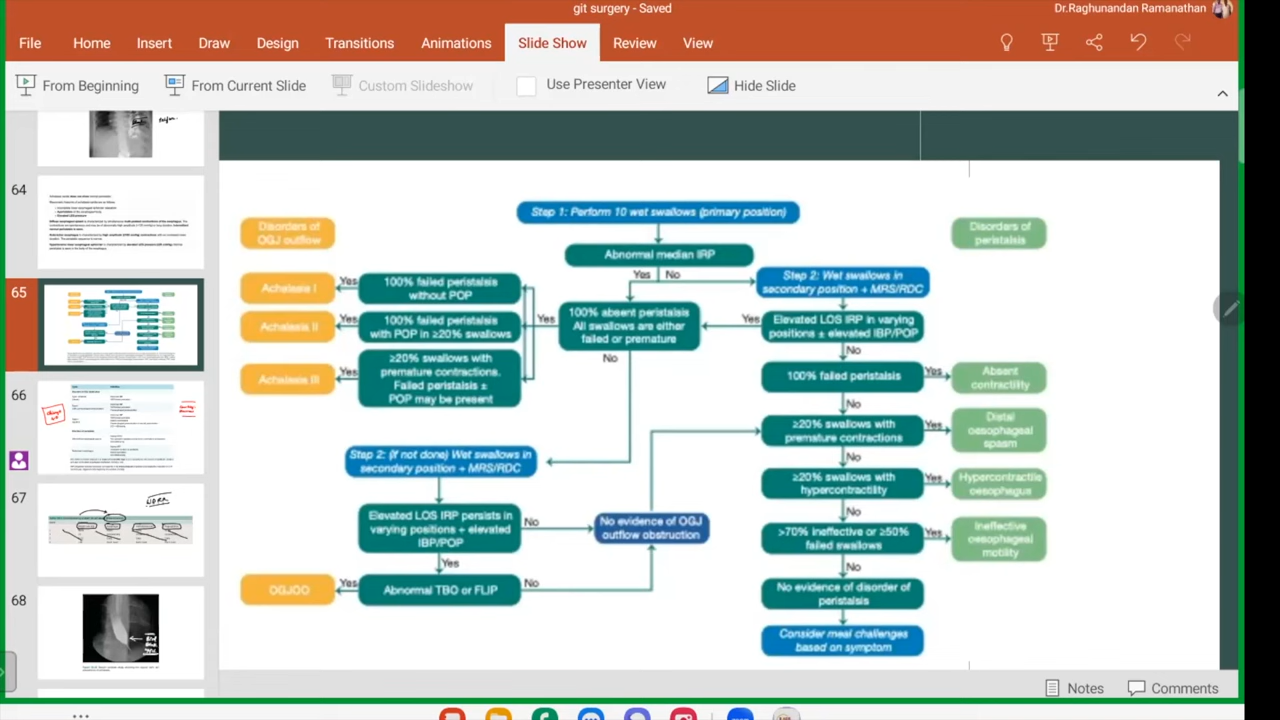 git surgery - Saved
Dr.Raghunandan Ramanathan
File
Home
Insert
Draw
Design
Transitions
Animations
Slide Show
Review
View
From Beginning
From Current Slide
Custom Slideshow
Use Presenter View
Hide Slide
64
65
66
67
68
Step 1: Perform 10 wet swallows (primary position)
Disorders of
OGJ outflow
Disorders of
peristalsis
Abnormal median IRP
Yes
No
Step 2: Wet swallows in
secondary position + MRS/RDC
Achalasia I
Yes
100% failed peristalsis
without POP
Achalasia II
100% failed peristalsis
with POP in ≥20% swallows
Yes
100% absent peristalsis
All swallows are either
failed or premature
Yes
Elevated LOS IRP in varying
positions ± elevated IBP/POP
Yes
No
No
Achalasia III
Yes
≥20% swallows with
premature contractions.
Failed peristalsis ±
POP may be present
100% failed peristalsis
Yes
Absent
contractility
No
≥20% swallows with
premature contractions
Yes
Distal
oesophageal
spasm
No
Step 2: (if not done) Wet swallows in
secondary position + MRS/RDC
≥20% swallows with
hypercontractility
Yes
Hypercontractile
oesophagus
No
Elevated LOS IRP persists in
varying positions + elevated
IBP/POP
No
No evidence of OGJ
outflow obstruction
>70% ineffective or ≥50%
failed swallows
Yes
Ineffective
oesophageal
motility
Yes
No
OGJOO
Yes
Abnormal TBO or FLIP
No
No evidence of disorder of
peristalsis
Consider meal challenges
based on symptom
Notes
Comments